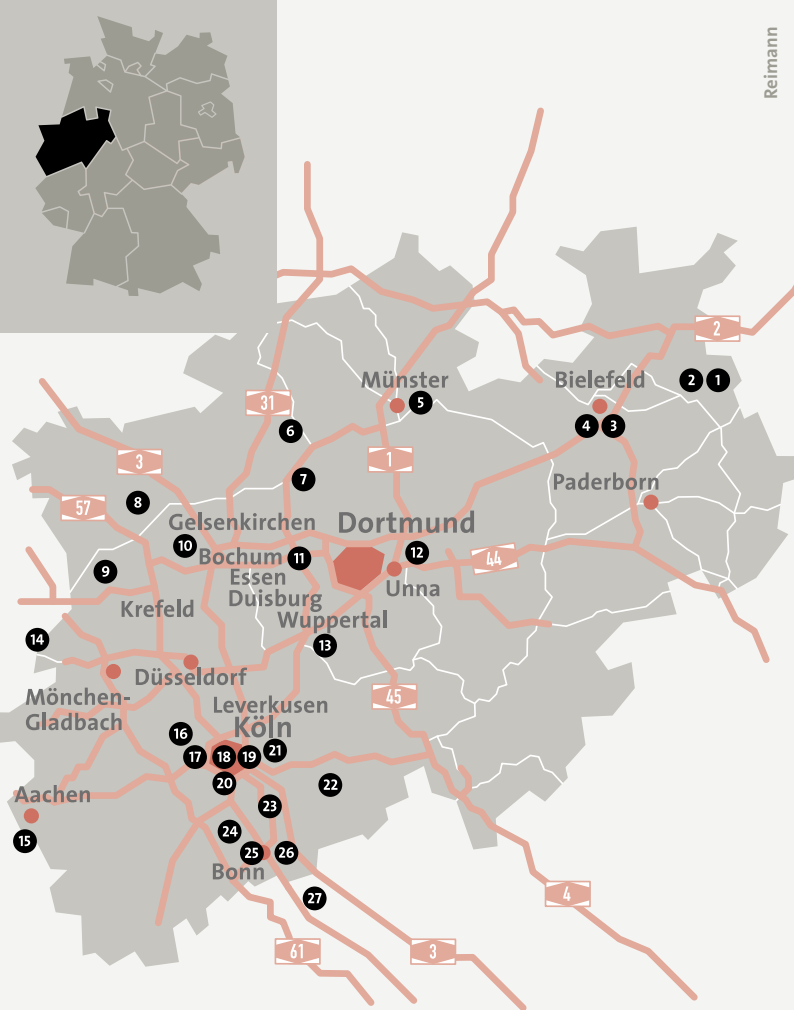 Reimann
2
Münster
Bielefeld
2
1
31
5
4
3
6
1
3
7
Paderborn
57
8
Gelsenkirchen
Dortmund
10
Bochum
11
12
44
9
Essen
Unna
Duisburg
Krefeld
Wuppertal
14
13
Düsseldorf
Mönchen-
Gladbach
45
Leverkusen
Köln
16
17
18
19
21
20
22
Aachen
23
15
24
25
26
Bonn
27
4
61
3